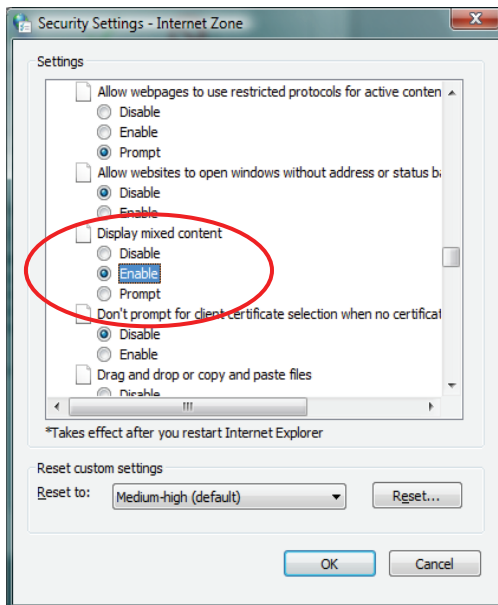 Security Settings - Internet Zone
Settings
Allow webpages to use restricted protocols for active conten
Disable
Enable
Prompt
Allow websites to open windows without address or status ba
Disable
Enable
Display mixed content
Disable
Enable
Prompt
Don't prompt for client certificate selection when no certificat
Disable
Enable
Drag and drop or copy and paste files
Disable
*Takes effect after you restart Internet Explorer
Reset custom settings
Reset to:
Medium-high (default)
Reset...
OK
Cancel